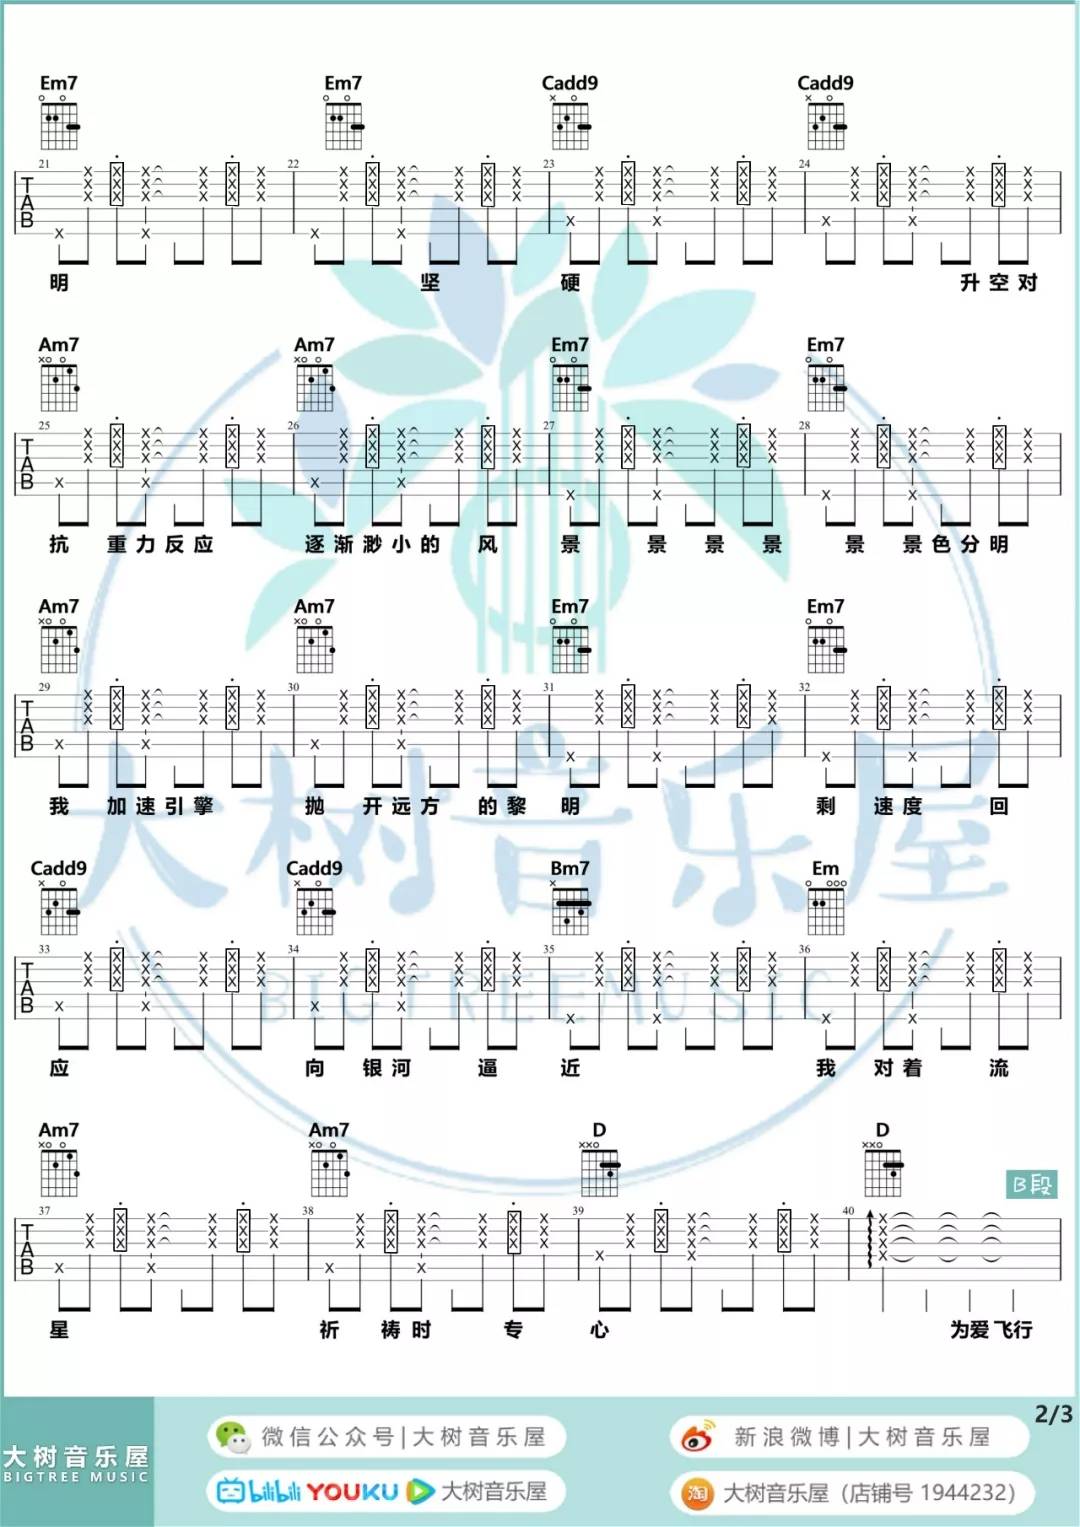 Em7 Em7 Cadd9 Cadd9
21 22 23 24
TAB
明 坚 硬 升 空 对
Am7 Am7 Em7 Em7
25 26 27 28
TAB
抗 重 力 反 应 逐 渐 渺 小 的 风 景 景 景 景 景 景 色 分 明
Am7 Am7 Em7 Em7
29 30 31 32
TAB
我 加 速 引 擎 抛 开 远 方 的 黎 明 剩 速 度 回
Cadd9 Cadd9 Bm7 Em
33 34 35 36
TAB
应 向 银 河 逼 近 我 对 着 流
Am7 Am7 D D
B段
37 38 39 40
TAB
星 祈 祷 时 专 心 为 爱 飞 行
大树音乐屋
BIGTREEMUSIC
2/3
大树音乐屋
BIGTREE MUSIC
微信公众号|大树音乐屋
新浪微博|大树音乐屋
bilibili YOUKU 大树音乐屋
淘 大树音乐屋（店铺号 1944232）